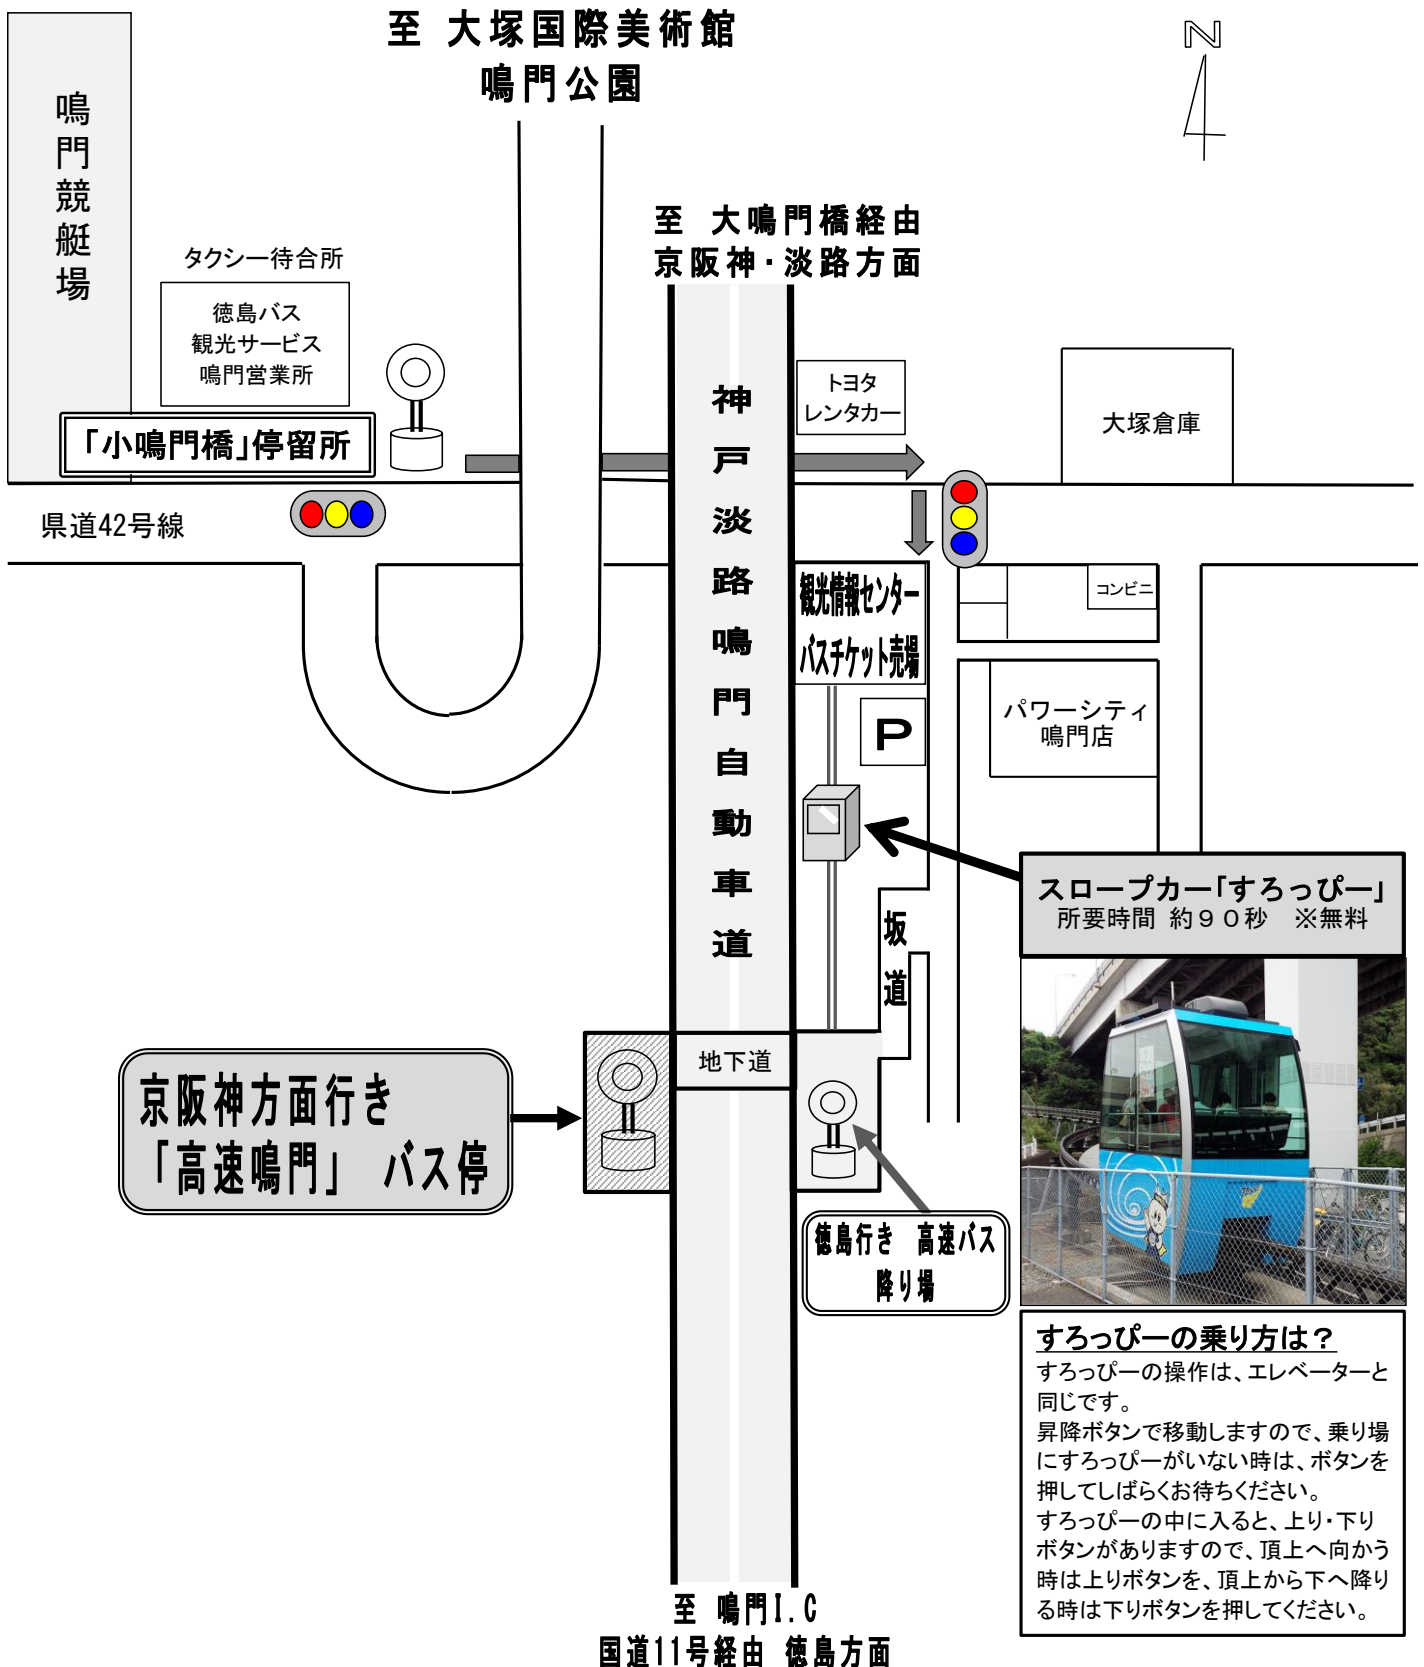 至 大塚国際美術館
鳴門公園
N
鳴門競艇場
至 大鳴門橋経由
京阪神・淡路方面
タクシー待合所
徳島バス
観光サービス
鳴門営業所
「小鳴門橋」停留所
トヨタ
レンタカー
大塚倉庫
県道42号線
神戸淡路鳴門自動車道
観光情報センター
バスチケット売場
コンビニ
P
パワーシティ
鳴門店
スロープカー「すろっぴー」
所要時間 約90秒 ※無料
坂道
地下道
京阪神方面行き
「高速鳴門」 バス停
徳島行き 高速バス
降り場
すろっぴーの乗り方は？
すろっぴーの操作は、エレベーターと
同じです。
昇降ボタンで移動しますので、乗り場
にすろっぴーがいない時は、ボタンを
押してしばらくお待ちください。
すろっぴーの中に入ると、上り・下り
ボタンがありますので、頂上へ向かう
時は上りボタンを、頂上から下へ降り
る時は下りボタンを押してください。
至 鳴門I.C
国道11号経由 徳島方面